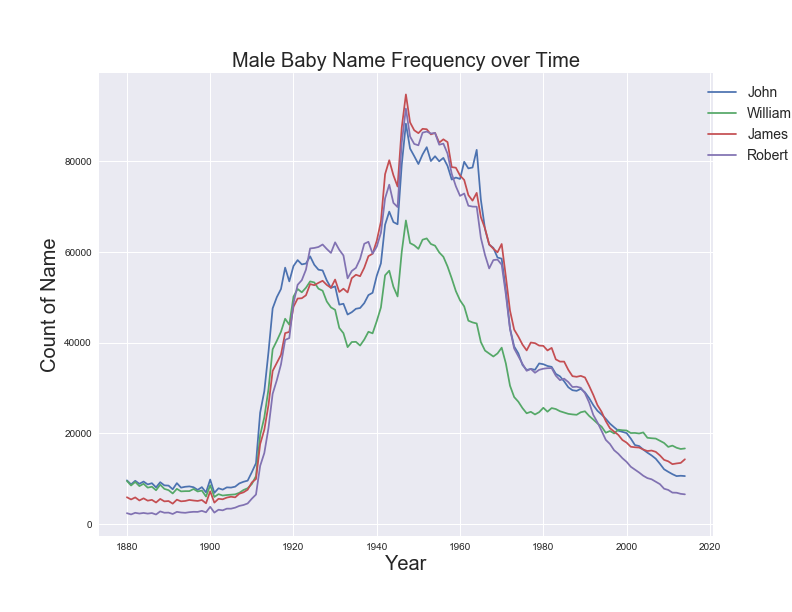 Male Baby Name Frequency over Time
John
William
James
Robert
Count of Name
80000
60000
40000
20000
0
1880 1900 1920 1940 1960 1980 2000 2020
Year